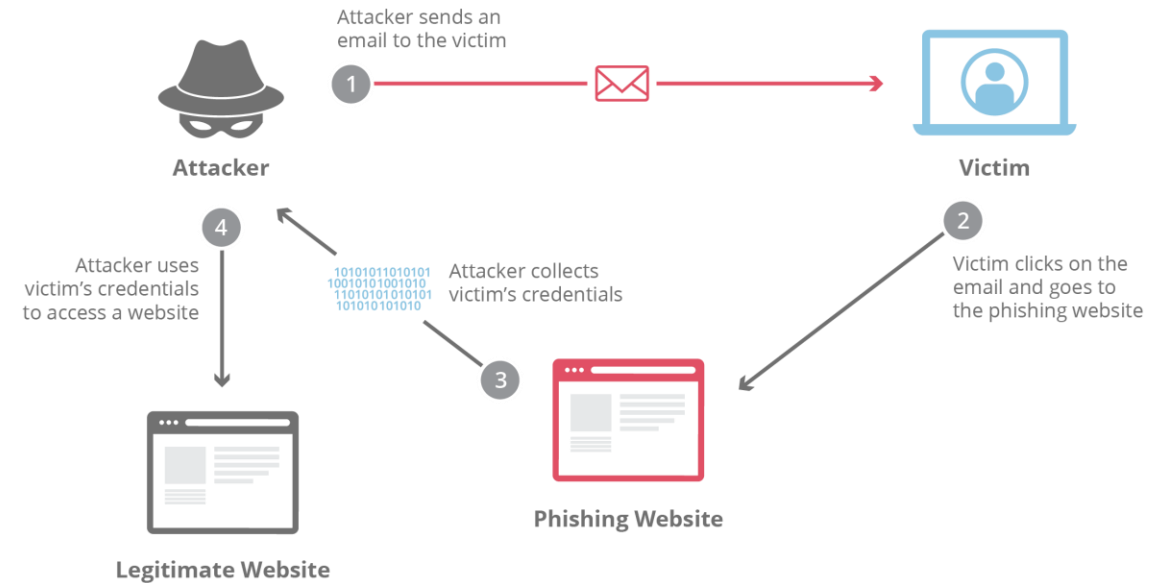 Attacker sends an
email to the victim
1
Attacker
Victim
4
2
Attacker uses
victim’s credentials
to access a website
10101011010101
10010101001010
11010101010101
101010101010
Attacker collects
victim’s credentials
Victim clicks on the
email and goes to
the phishing website
3
Phishing Website
Legitimate Website